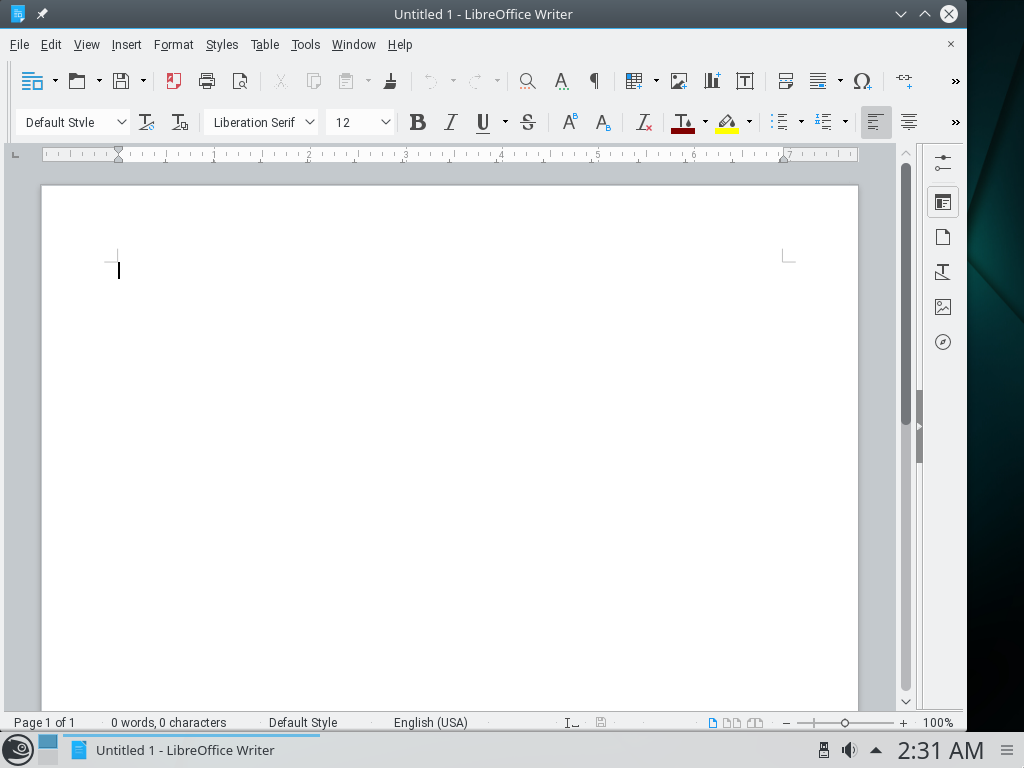 Untitled 1 - LibreOffice Writer
File Edit View Insert Format Styles Table Tools Window Help
Default Style Liberation Serif 12
1 2 3 4 5 6 7
Page 1 of 1 0 words, 0 characters Default Style English (USA) 100%
Untitled 1 - LibreOffice Writer 2:31 AM